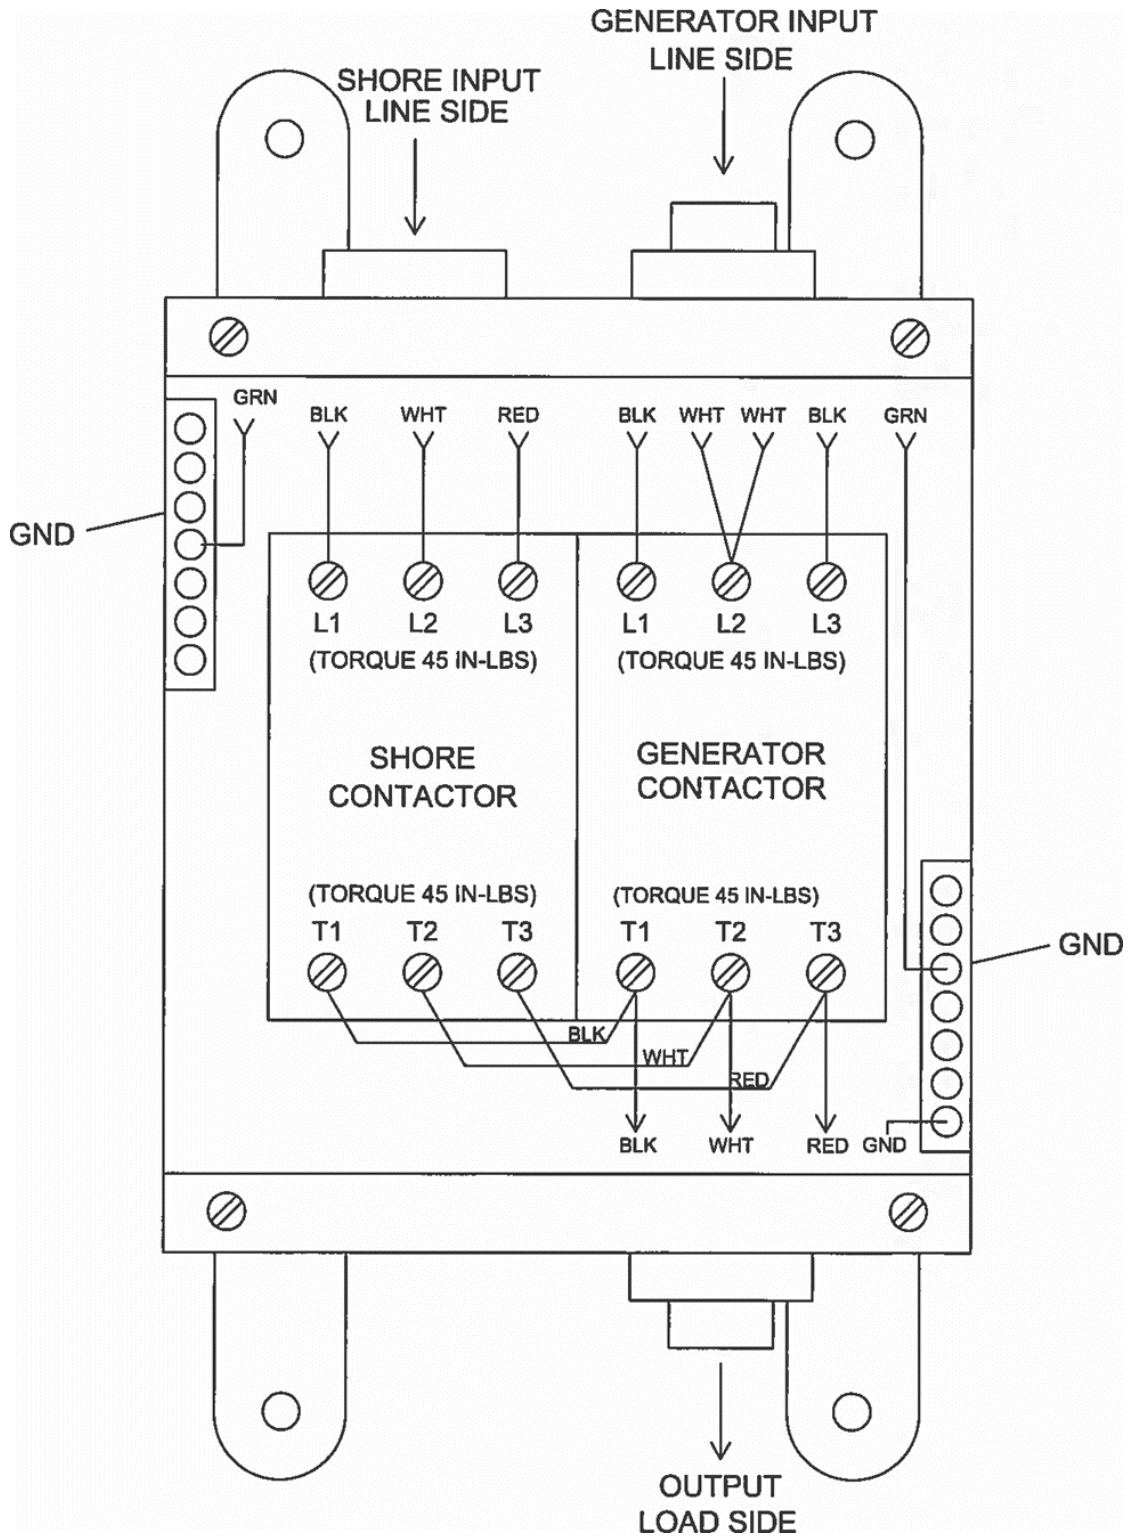 GENERATOR INPUT
LINE SIDE
SHORE INPUT
LINE SIDE
GRN
BLK WHT RED BLK WHT WHT BLK GRN
GND
L1 L2 L3 L1 L2 L3
(TORQUE 45 IN-LBS) (TORQUE 45 IN-LBS)
SHORE
CONTACTOR
GENERATOR
CONTACTOR
(TORQUE 45 IN-LBS) (TORQUE 45 IN-LBS)
T1 T2 T3 T1 T2 T3
GND
BLK
WHT
RED
BLK WHT RED GND
OUTPUT
LOAD SIDE